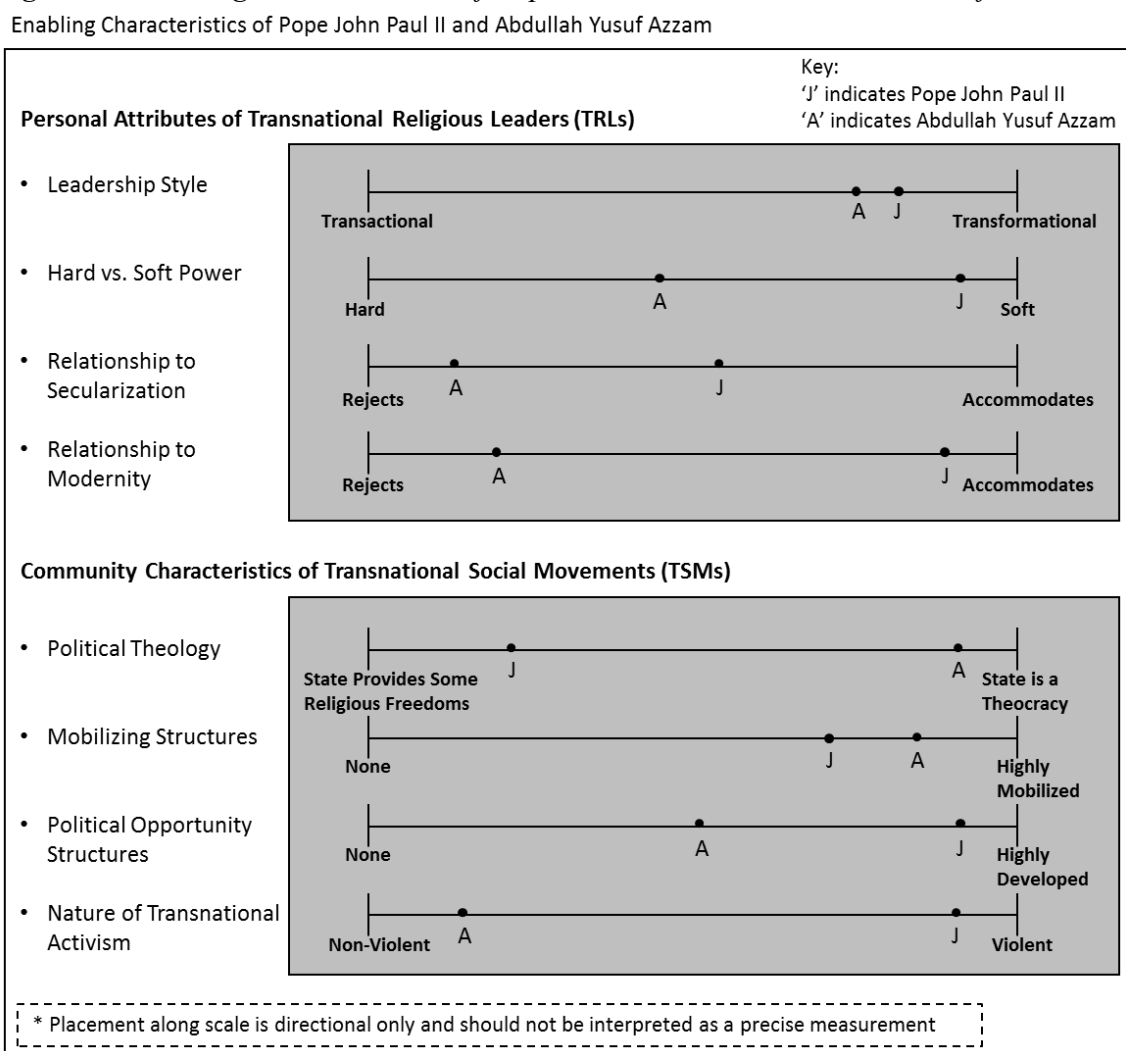 Enabling Characteristics of Pope John Paul II and Abdullah Yusuf Azzam
Key:
‘J’ indicates Pope John Paul II
‘A’ indicates Abdullah Yusuf Azzam
Personal Attributes of Transnational Religious Leaders (TRLs)
• Leadership Style
A J
Transactional Transformational
• Hard vs. Soft Power
A J
Hard Soft
• Relationship to
Secularization
A J
Rejects Accommodates
• Relationship to
Modernity
A J
Rejects Accommodates
Community Characteristics of Transnational Social Movements (TSMs)
• Political Theology
J A
State Provides Some
Religious Freedoms
State is a
Theocracy
• Mobilizing Structures
J A
None Highly
Mobilized
• Political Opportunity
Structures
A J
None Highly
Developed
• Nature of Transnational
Activism
A J
Non-Violent Violent
* Placement along scale is directional only and should not be interpreted as a precise measurement